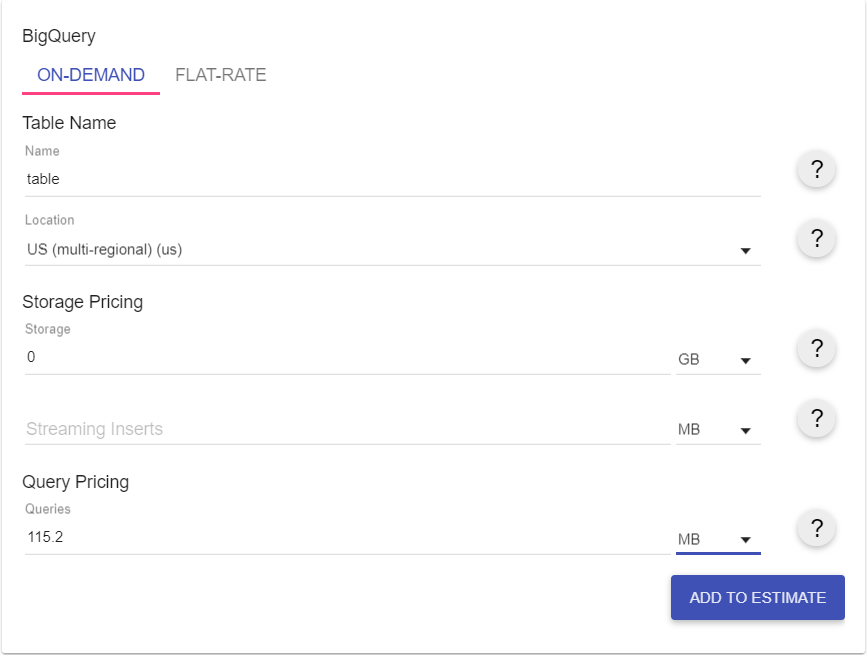 BigQuery
ON-DEMAND FLAT-RATE
Table Name
Name
table
?
Location
US (multi-regional) (us)
?
Storage Pricing
Storage
0 GB
?
Streaming Inserts MB
?
Query Pricing
Queries
115.2 MB
?
ADD TO ESTIMATE